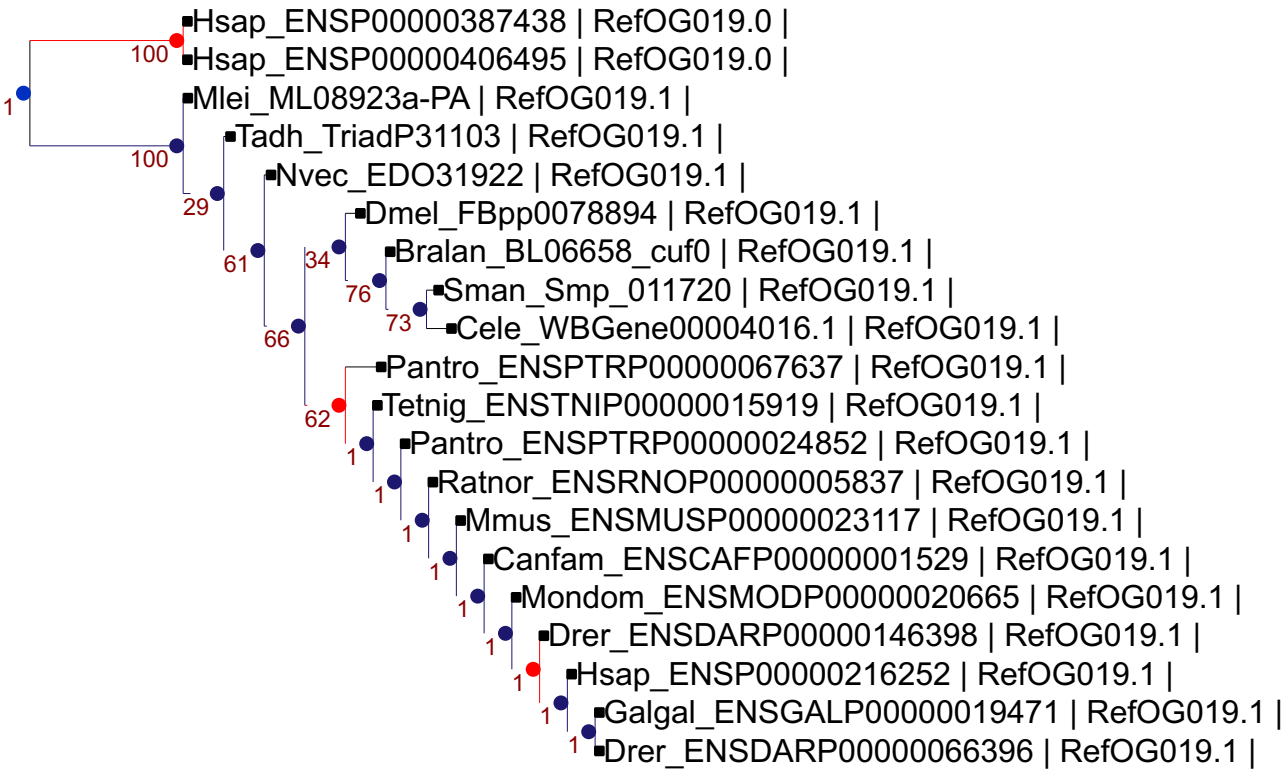 Hsap_ENSP00000387438 | RefOG019.0 |
100
Hsap_ENSP00000406495 | RefOG019.0 |
1
Mlei_ML08923a-PA | RefOG019.1 |
100
Tadh_TriadP31103 | RefOG019.1 |
29
Nvec_EDO31922 | RefOG019.1 |
61
Dmel_FBpp0078894 | RefOG019.1 |
34
Bralan_BL06658_cuf0 | RefOG019.1 |
76
Sman_Smp_011720 | RefOG019.1 |
73
Cele_WBGene00004016.1 | RefOG019.1 |
66
Pantro_ENSPTRP00000067637 | RefOG019.1 |
62
Tetnig_ENSTNIP00000015919 | RefOG019.1 |
1
Pantro_ENSPTRP00000024852 | RefOG019.1 |
1
Ratnor_ENSRNOP00000005837 | RefOG019.1 |
1
Mmus_ENSMUSP00000023117 | RefOG019.1 |
1
Canfam_ENSCAFP00000001529 | RefOG019.1 |
1
Mondom_ENSMODP00000020665 | RefOG019.1 |
1
Drer_ENSDARP00000146398 | RefOG019.1 |
1
Hsap_ENSP00000216252 | RefOG019.1 |
1
Galgal_ENSGALP00000019471 | RefOG019.1 |
1
Drer_ENSDARP00000066396 | RefOG019.1 |